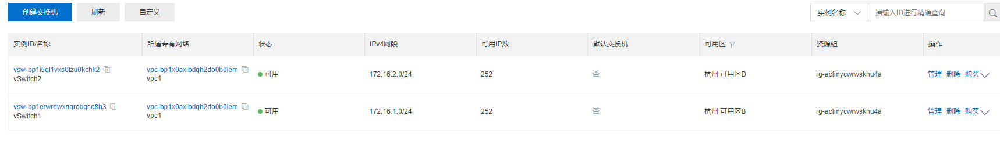 创建交换机 刷新 自定义 实例名称 请输入ID进行精确查询
实例ID/名称 所属专有网络 状态 IPv4网段 可用IP数 默认交换机 可用区 资源组 操作
vsw-bp1i5gl1vxs0lzu0kchk2 vpc-bp1x0axlbdqh2do0b0lem 可用 172.16.2.0/24 252 否 杭州 可用区D rg-acfmycwrwskhu4a 管理 删除 购买
vSwitch2 vpc1
vsw-bp1erwrdwxngrobqse8h3 vpc-bp1x0axlbdqh2do0b0lem 可用 172.16.1.0/24 252 否 杭州 可用区B rg-acfmycwrwskhu4a 管理 删除 购买
vSwitch1 vpc1